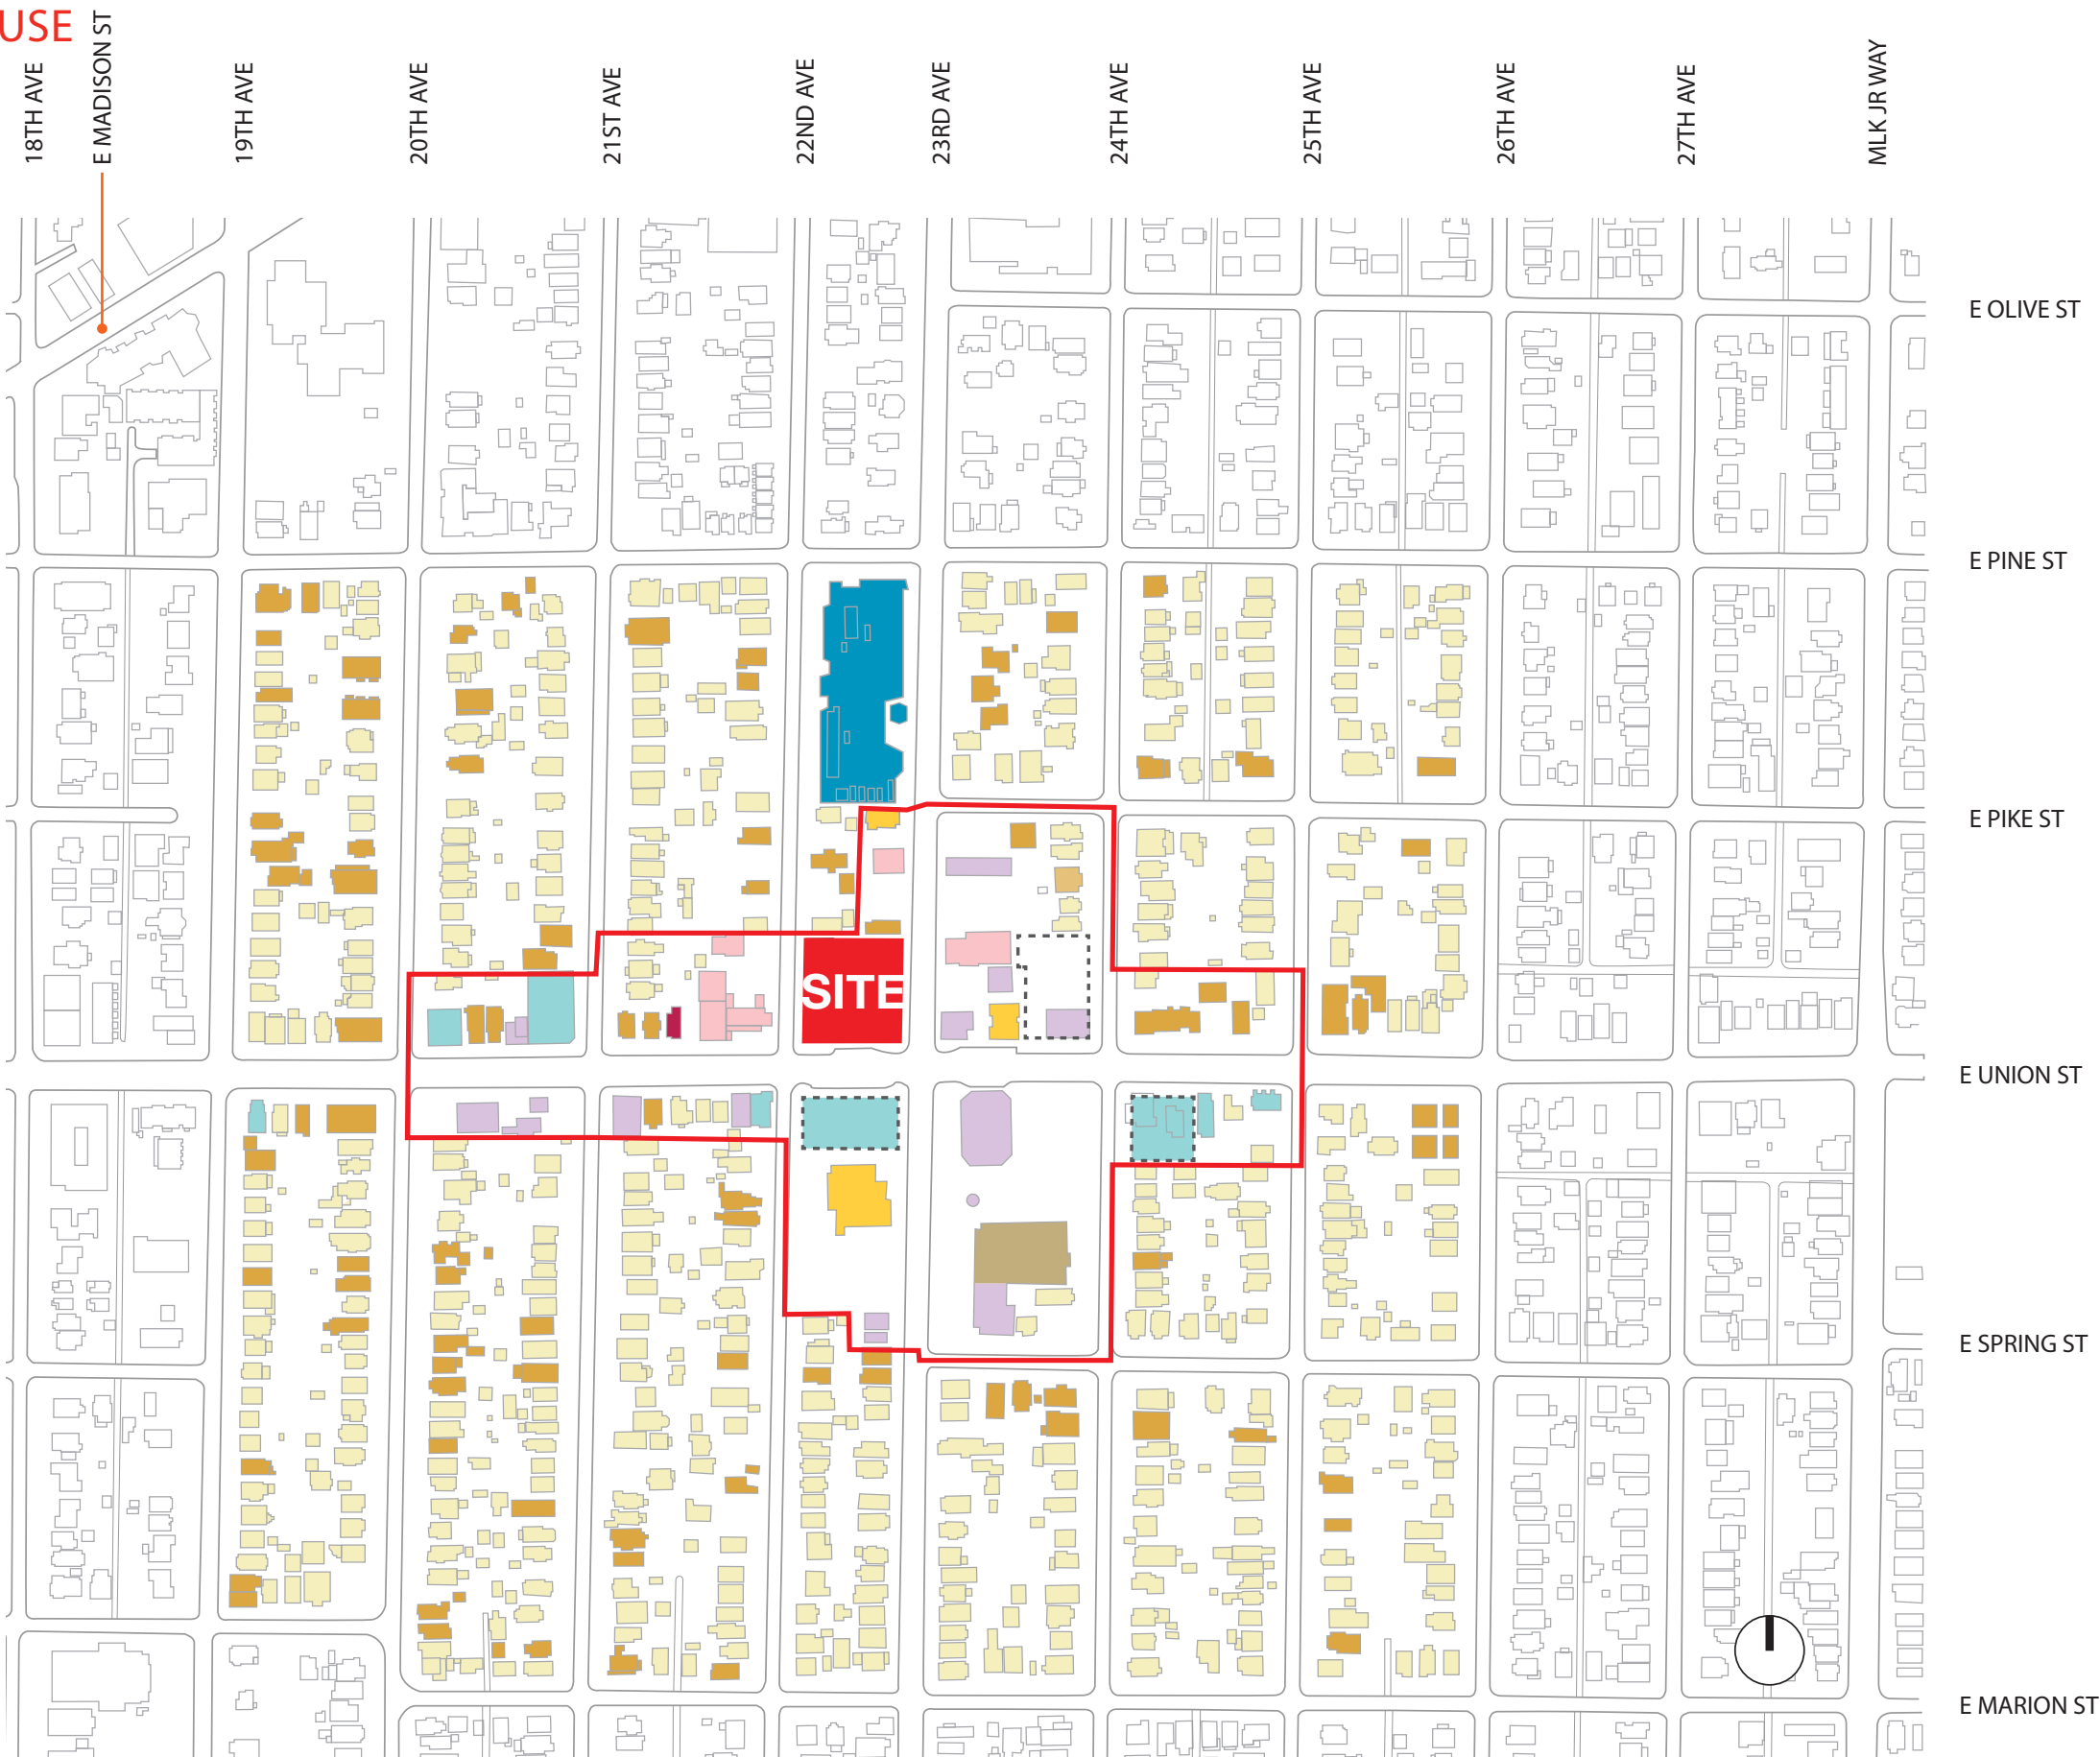 USE
18TH AVE
E MADISON ST
19TH AVE
20TH AVE
21ST AVE
22ND AVE
23RD AVE
24TH AVE
25TH AVE
26TH AVE
27TH AVE
MLK JR WAY
E OLIVE ST
E PINE ST
E PIKE ST
SITE
E UNION ST
E SPRING ST
E MARION ST